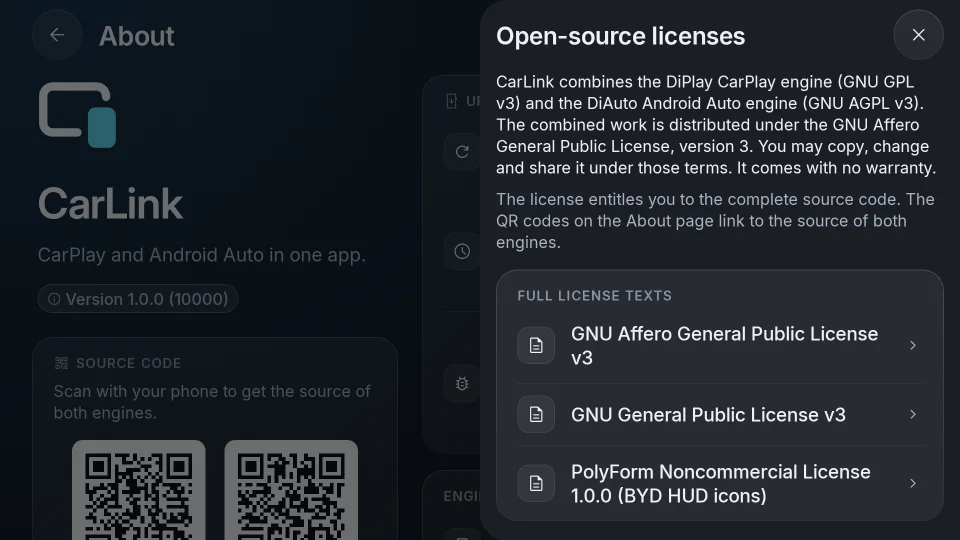 About
CarLink
CarPlay and Android Auto in one app.
Version 1.0.0 (10000)
SOURCE CODE
Scan with your phone to get the source of
both engines.
Open-source licenses
CarLink combines the DiPlay CarPlay engine (GNU GPL
v3) and the DiAuto Android Auto engine (GNU AGPL v3).
The combined work is distributed under the GNU Affero
General Public License, version 3. You may copy, change
and share it under those terms. It comes with no warranty.
The license entitles you to the complete source code. The
QR codes on the About page link to the source of both
engines.
FULL LICENSE TEXTS
GNU Affero General Public License
v3
GNU General Public License v3
PolyForm Noncommercial License
1.0.0 (BYD HUD icons)